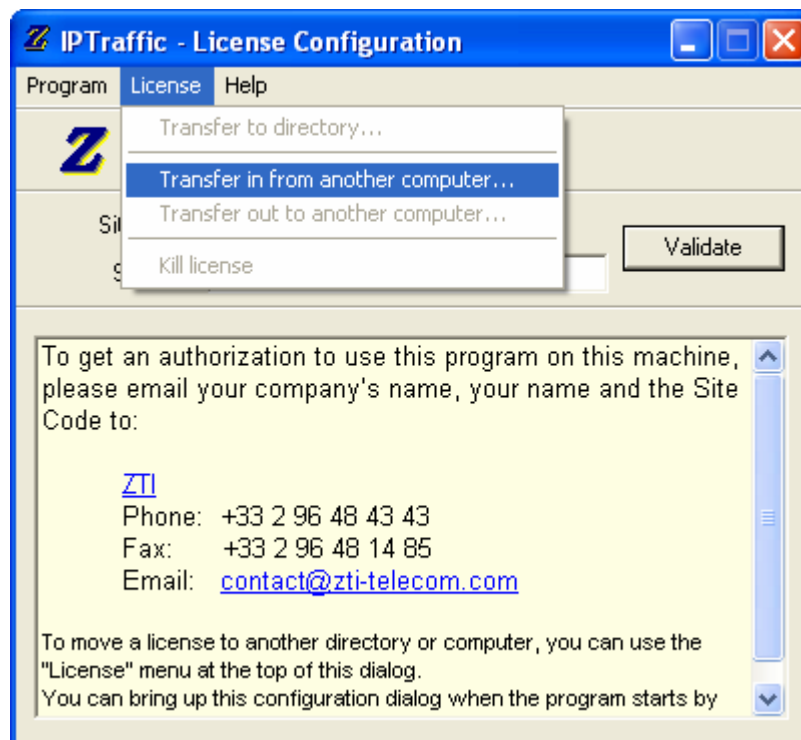 IPTraffic - License Configuration
Program License Help
Transfer to directory...
Transfer in from another computer...
Transfer out to another computer...
Kill license
Validate
To get an authorization to use this program on this machine,
please email your company's name, your name and the Site
Code to:
ZTI
Phone: +33 2 96 48 43 43
Fax: +33 2 96 48 14 85
Email: contact@zti-telecom.com
To move a license to another directory or computer, you can use the
"License" menu at the top of this dialog.
You can bring up this configuration dialog when the program starts by